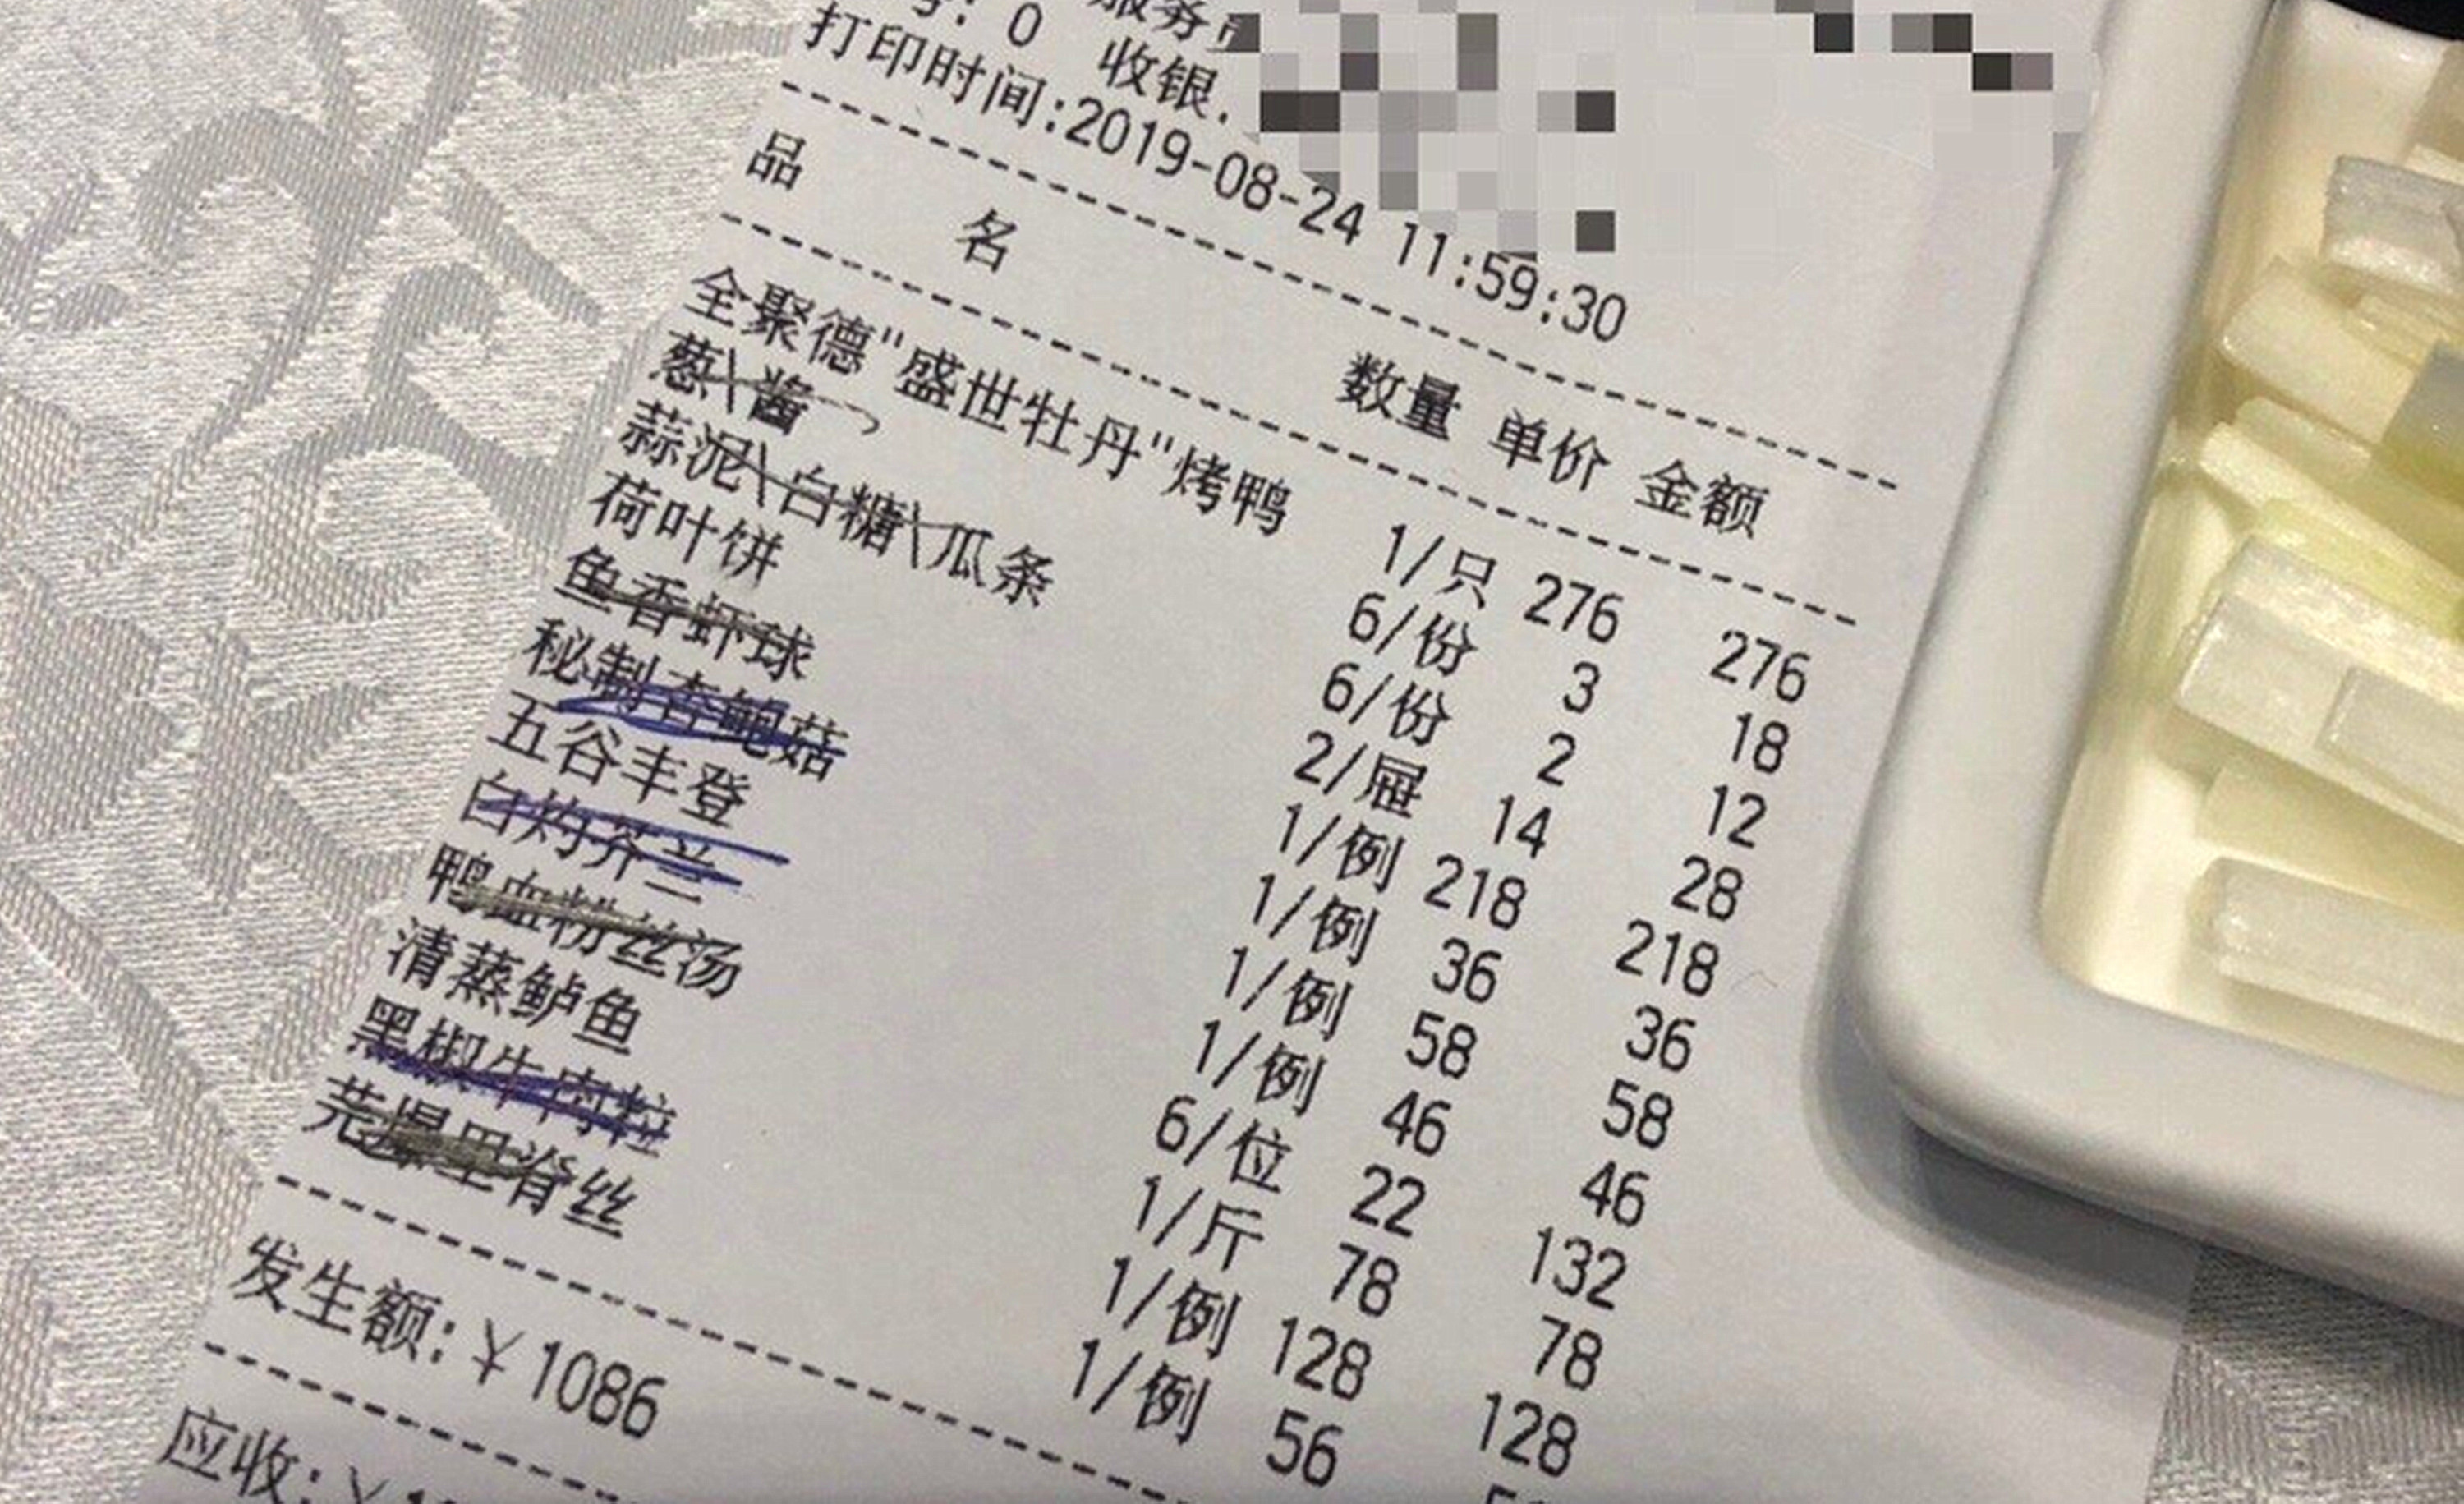 服务
号: 0 收银.
打印时间:2019-08-24 11:59:30
品 名 数量 单价 金额
全聚德"盛世牡丹"烤鸭 1/只 276 276
葱\酱 6/份 3 18
蒜泥\白糖\瓜条 6/份 2 12
荷叶饼 2/屉 14 28
鱼香虾球 1/例 218 218
秘制杏鲍菇 1/例 36 36
五谷丰登 1/例 58 58
白灼芥兰 1/例 46 46
鸭血粉丝汤 6/位 22 132
清蒸鲈鱼 1/斤 78 78
黑椒牛肉粒 1/例 128 128
芫爆里脊丝 1/例 56
发生额:￥1086
应收:￥